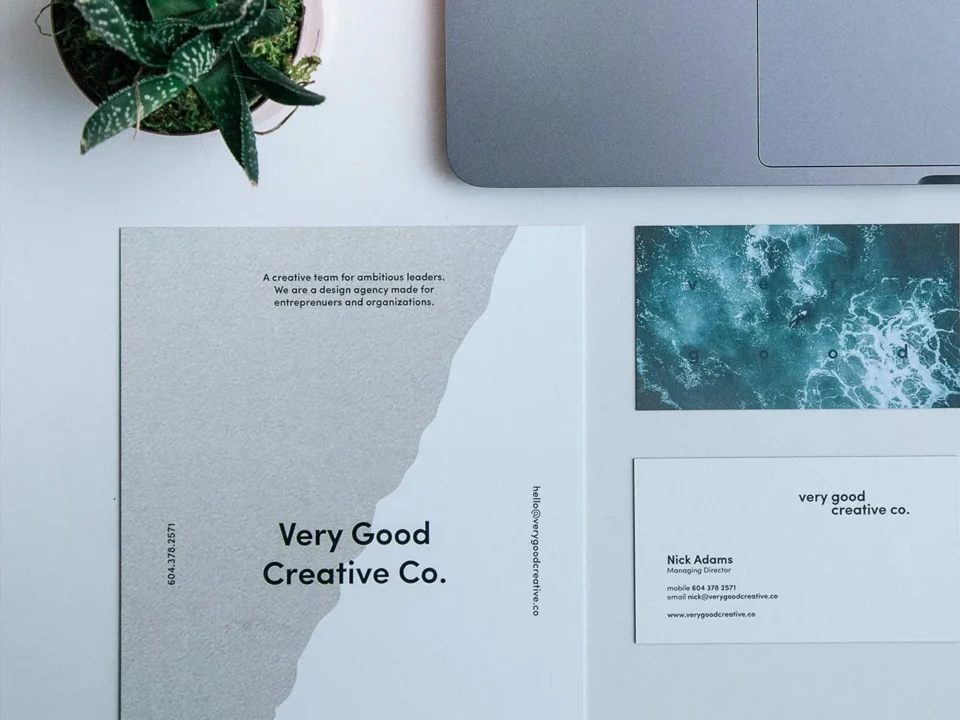 A creative team for ambitious leaders.
We are a design agency made for
entreprenuers and organizations.
Very Good
Creative Co.
604.378.2571
hello@verygoodcreative.co
v e r
g o o d
very good
creative co.
Nick Adams
Managing Director
mobile 604 378 2571
email nick@verygoodcreative.co
www.verygoodcreative.co